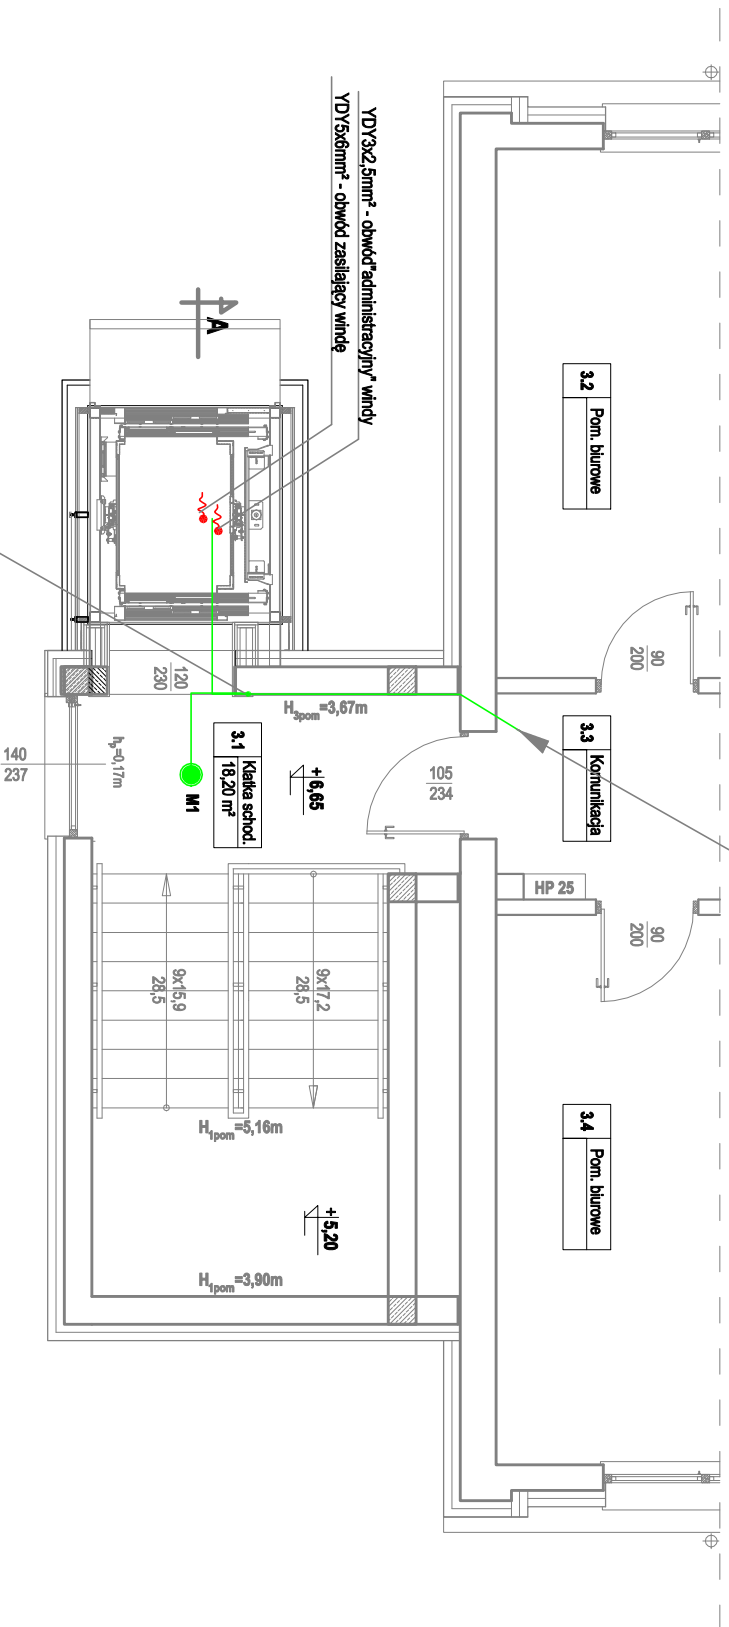 YDY3x2,5mm² - obwód"administracyjny" windy
YDY5x6mm² - obwód zasilający windę
A
3.2
Pom. biurowe
90
200
3.3
Komunikacja
120
230
H3pom=3,67m
3.1
Klatka schod.
18,20 m²
+ 6,65
105
234
140
237
hp=0,17m
M1
HP 25
90
200
9x15,9
28,5
9x17,2
28,5
H1pom=5,16m
3.4
Pom. biurowe
+ 5,20
H1pom=3,90m